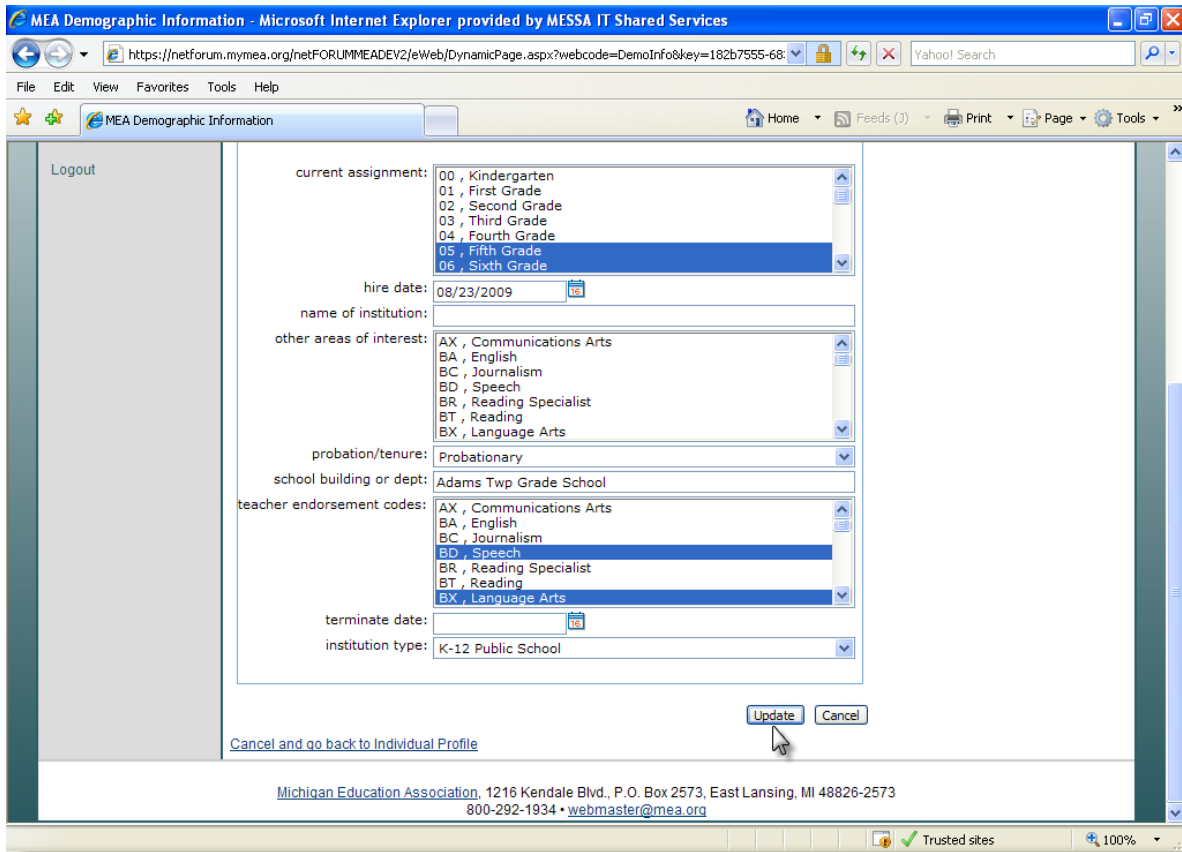 MEA Demographic Information - Microsoft Internet Explorer provided by MESSA IT Shared Services
https://netforum.mymea.org/netFORUMMEADEV2/eWeb/DynamicPage.aspx?webcode=DemoInfo&key=182b7555-68
Yahoo! Search
File Edit View Favorites Tools Help
MEA Demographic Information
Home Feeds (J) Print Page Tools »
Logout
current assignment:
00 , Kindergarten
01 , First Grade
02 , Second Grade
03 , Third Grade
04 , Fourth Grade
05 , Fifth Grade
06 , Sixth Grade
hire date: 08/23/2009 16
name of institution:
other areas of interest:
AX , Communications Arts
BA , English
BC , Journalism
BD , Speech
BR , Reading Specialist
BT , Reading
BX , Language Arts
probation/tenure: Probationary
school building or dept: Adams Twp Grade School
teacher endorsement codes:
AX , Communications Arts
BA , English
BC , Journalism
BD , Speech
BR , Reading Specialist
BT , Reading
BX , Language Arts
terminate date: 16
institution type: K-12 Public School
Update Cancel
Cancel and go back to Individual Profile
Michigan Education Association, 1216 Kendale Blvd., P.O. Box 2573, East Lansing, MI 48826-2573
800-292-1934 • webmaster@mea.org
Trusted sites 100%